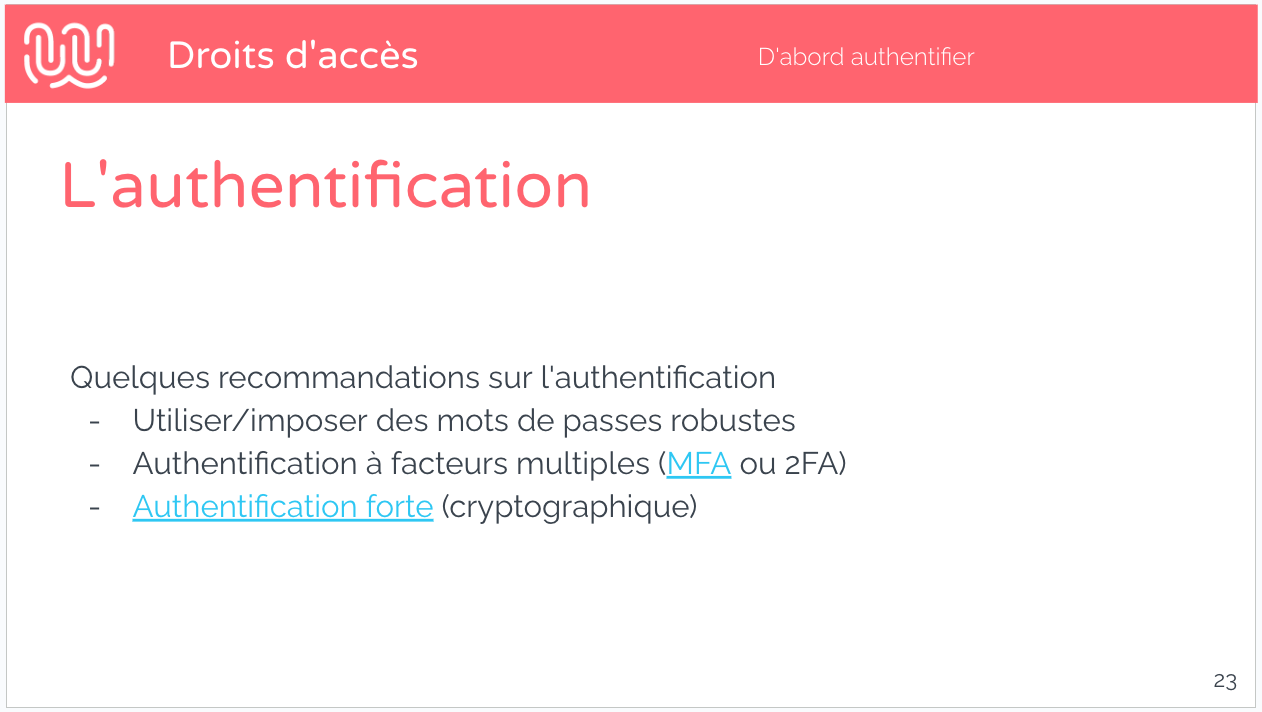 Droits d'accès
D'abord authentifier
L'authentification
Quelques recommandations sur l'authentification
- Utiliser/imposer des mots de passes robustes
- Authentification à facteurs multiples (MFA ou 2FA)
- Authentification forte (cryptographique)
23